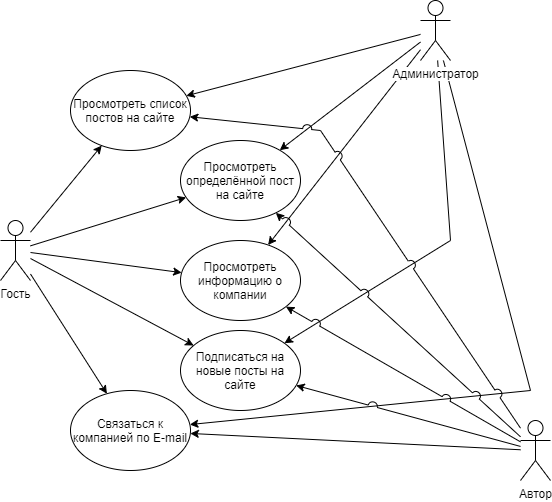 Администратор
Просмотреть список
постов на сайте
Просмотреть
определённой пост
на сайте
Гость
Просмотреть
информацию о
компании
Подписаться на
новые посты на
сайте
Связаться к
компанией по E-mail
Автор